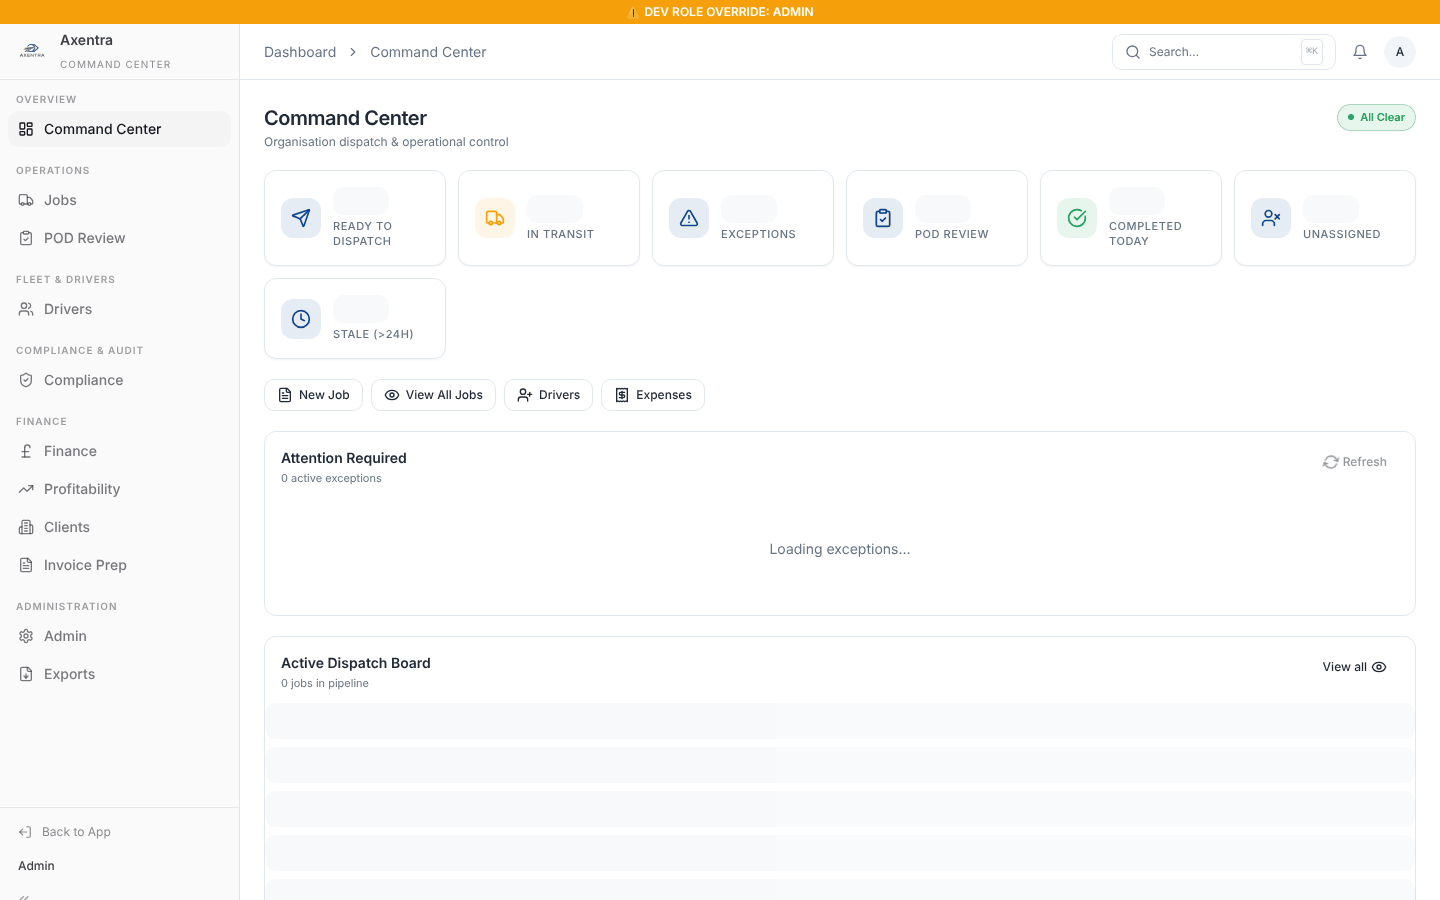 ⚠️ DEV ROLE OVERRIDE: ADMIN
AXENTRA
Axentra
COMMAND CENTER
Dashboard > Command Center
Search...
⌘K
A
OVERVIEW
Command Center
OPERATIONS
Jobs
POD Review
FLEET & DRIVERS
Drivers
COMPLIANCE & AUDIT
Compliance
FINANCE
Finance
Profitability
Clients
Invoice Prep
ADMINISTRATION
Admin
Exports
Back to App
Admin
Command Center
Organisation dispatch & operational control
All Clear
READY TO
DISPATCH
IN TRANSIT
EXCEPTIONS
POD REVIEW
COMPLETED
TODAY
UNASSIGNED
STALE (>24H)
New Job
View All Jobs
Drivers
Expenses
Attention Required
0 active exceptions
Refresh
Loading exceptions...
Active Dispatch Board
0 jobs in pipeline
View all